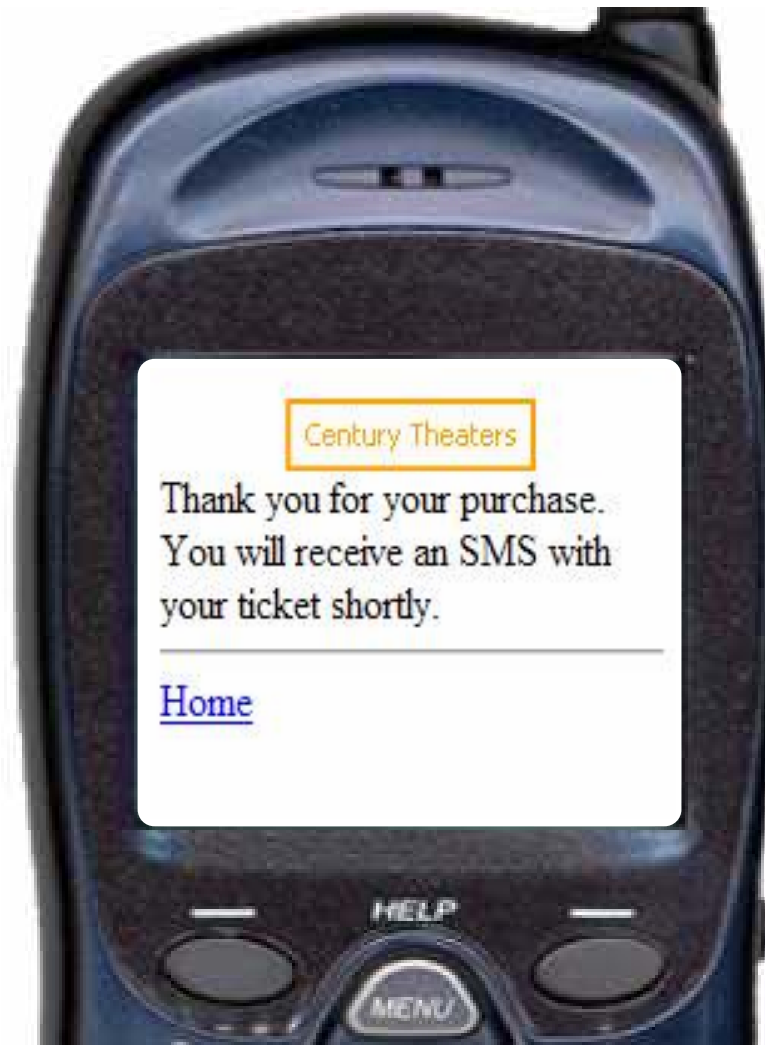 Century Theaters
Thank you for your purchase.
You will receive an SMS with
your ticket shortly.
Home
HELP
MENU